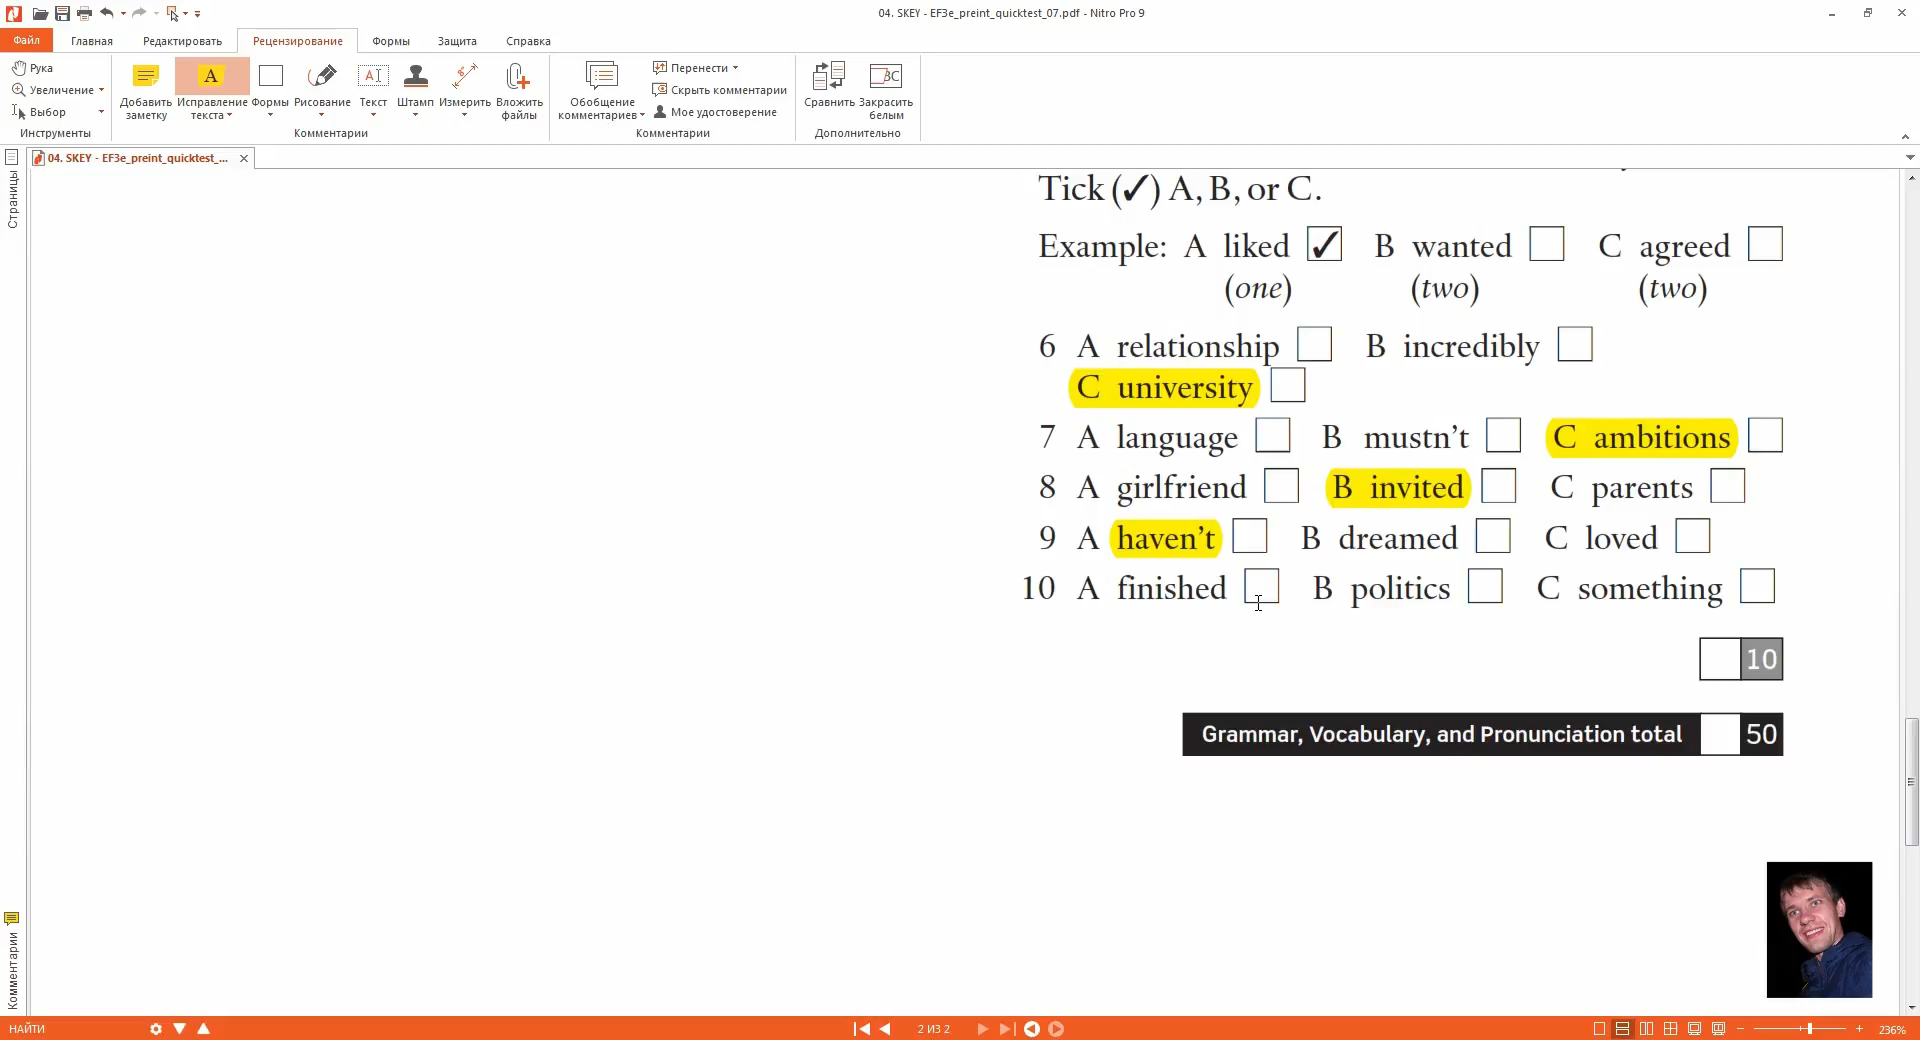 04. SKEY - EF3e_preint_quicktest_07.pdf - Nitro Pro 9
Файл Главная Редактировать Рецензирование Формы Защита Справка
Рука
Увеличение
Выбор
Инструменты
Добавить заметку
Исправление текста
Формы
Рисование
Текст
Штамп
Измерить
Вложить файлы
Комментарии
Обобщение комментариев
Перенести
Скрыть комментарии
Мое удостоверение
Комментарии
Сравнить
Закрасить белым
Дополнительно
04. SKEY - EF3e_preint_quicktest_...
Страницы
Tick (✓) A, B, or C.
Example: A liked ✓ B wanted C agreed
(one) (two) (two)
6 A relationship B incredibly
C university
7 A language B mustn't C ambitions
8 A girlfriend B invited C parents
9 A haven't B dreamed C loved
10 A finished B politics C something
10
Grammar, Vocabulary, and Pronunciation total 50
Комментарии
НАЙТИ
2 ИЗ 2
236%